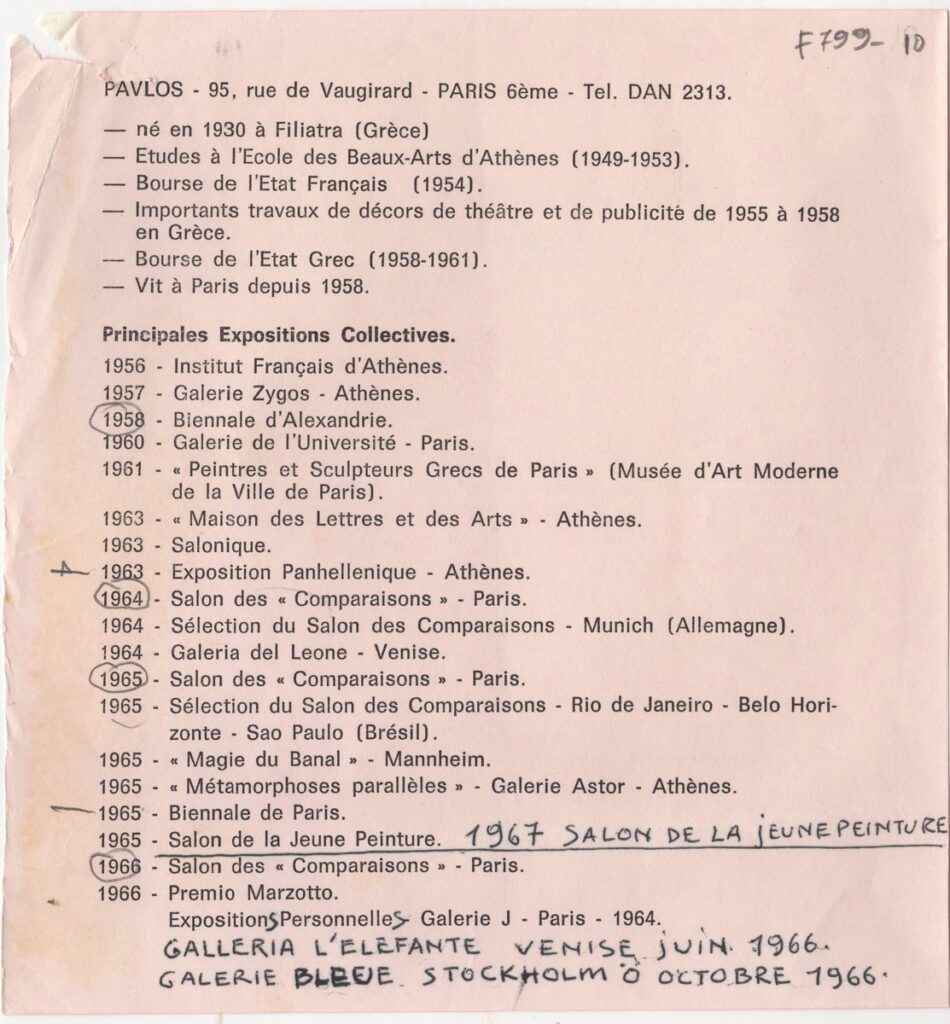 F799- 10
PAVLOS - 95, rue de Vaugirard - PARIS 6ème - Tel. DAN 2313.
— né en 1930 à Filiatra (Grèce)
— Etudes à l'Ecole des Beaux-Arts d'Athènes (1949-1953).
— Bourse de l'Etat Français (1954).
— Importants travaux de décors de théâtre et de publicité de 1955 à 1958
en Grèce.
— Bourse de l'Etat Grec (1958-1961).
— Vit à Paris depuis 1958.
Principales Expositions Collectives.
1956 - Institut Français d'Athènes.
1957 - Galerie Zygos - Athènes.
1958 - Biennale d'Alexandrie.
1960 - Galerie de l'Université - Paris.
1961 - « Peintres et Sculpteurs Grecs de Paris » (Musée d'Art Moderne
de la Ville de Paris).
1963 - « Maison des Lettres et des Arts » - Athènes.
1963 - Salonique.
1963 - Exposition Panhellenique - Athènes.
1964 - Salon des « Comparaisons » - Paris.
1964 - Sélection du Salon des Comparaisons - Munich (Allemagne).
1964 - Galeria del Leone - Venise.
1965 - Salon des « Comparaisons » - Paris.
1965 - Sélection du Salon des Comparaisons - Rio de Janeiro - Belo Hori-
zonte - Sao Paulo (Brésil).
1965 - « Magie du Banal » - Mannheim.
1965 - « Métamorphoses parallèles » - Galerie Astor - Athènes.
1965 - Biennale de Paris.
1965 - Salon de la Jeune Peinture. 1967 SALON DE LA JEUNE PEINTURE
1966 - Salon des « Comparaisons » - Paris.
1966 - Premio Marzotto.
Expositions Personnelles Galerie J - Paris - 1964.
GALLERIA L'ELEFANTE VENISE JUIN. 1966.
GALERIE BLEUE. STOCKHOLM Ö OCTOBRE 1966.